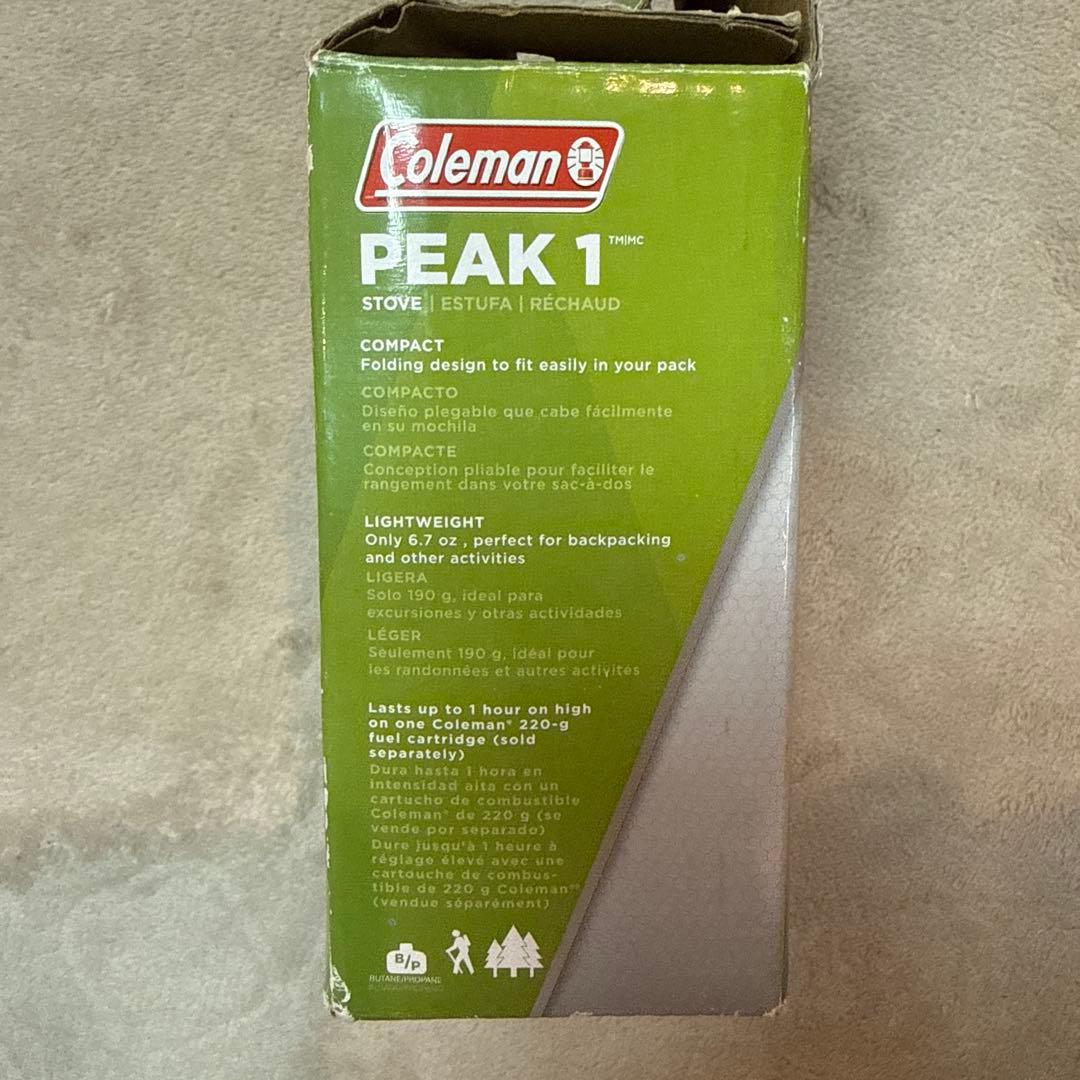 Coleman
PEAK 1 TM|MC
STOVE | ESTUFA | RÉCHAUD
COMPACT
Folding design to fit easily in your pack
COMPACTO
Diseño plegable que cabe fácilmente
en su mochila
COMPACTE
Conception pliable pour faciliter le
rangement dans votre sac-à-dos
LIGHTWEIGHT
Only 6.7 oz , perfect for backpacking
and other activities
LIGERA
Solo 190 g, ideal para
excursiones y otras actividades
LÉGER
Seulement 190 g, idéal pour
les randonnées et autres activités
Lasts up to 1 hour on high
on one Coleman® 220-g
fuel cartridge (sold
separately)
Dura hasta 1 hora en
intensidad alta con un
cartucho de combustible
Coleman® de 220 g (se
vende por separado)
Dure jusqu'à 1 heure à
réglage élevé avec une
cartouche de combus-
tible de 220 g Coleman
(vendue séparément)
B/P
BUTANE/PROPANE